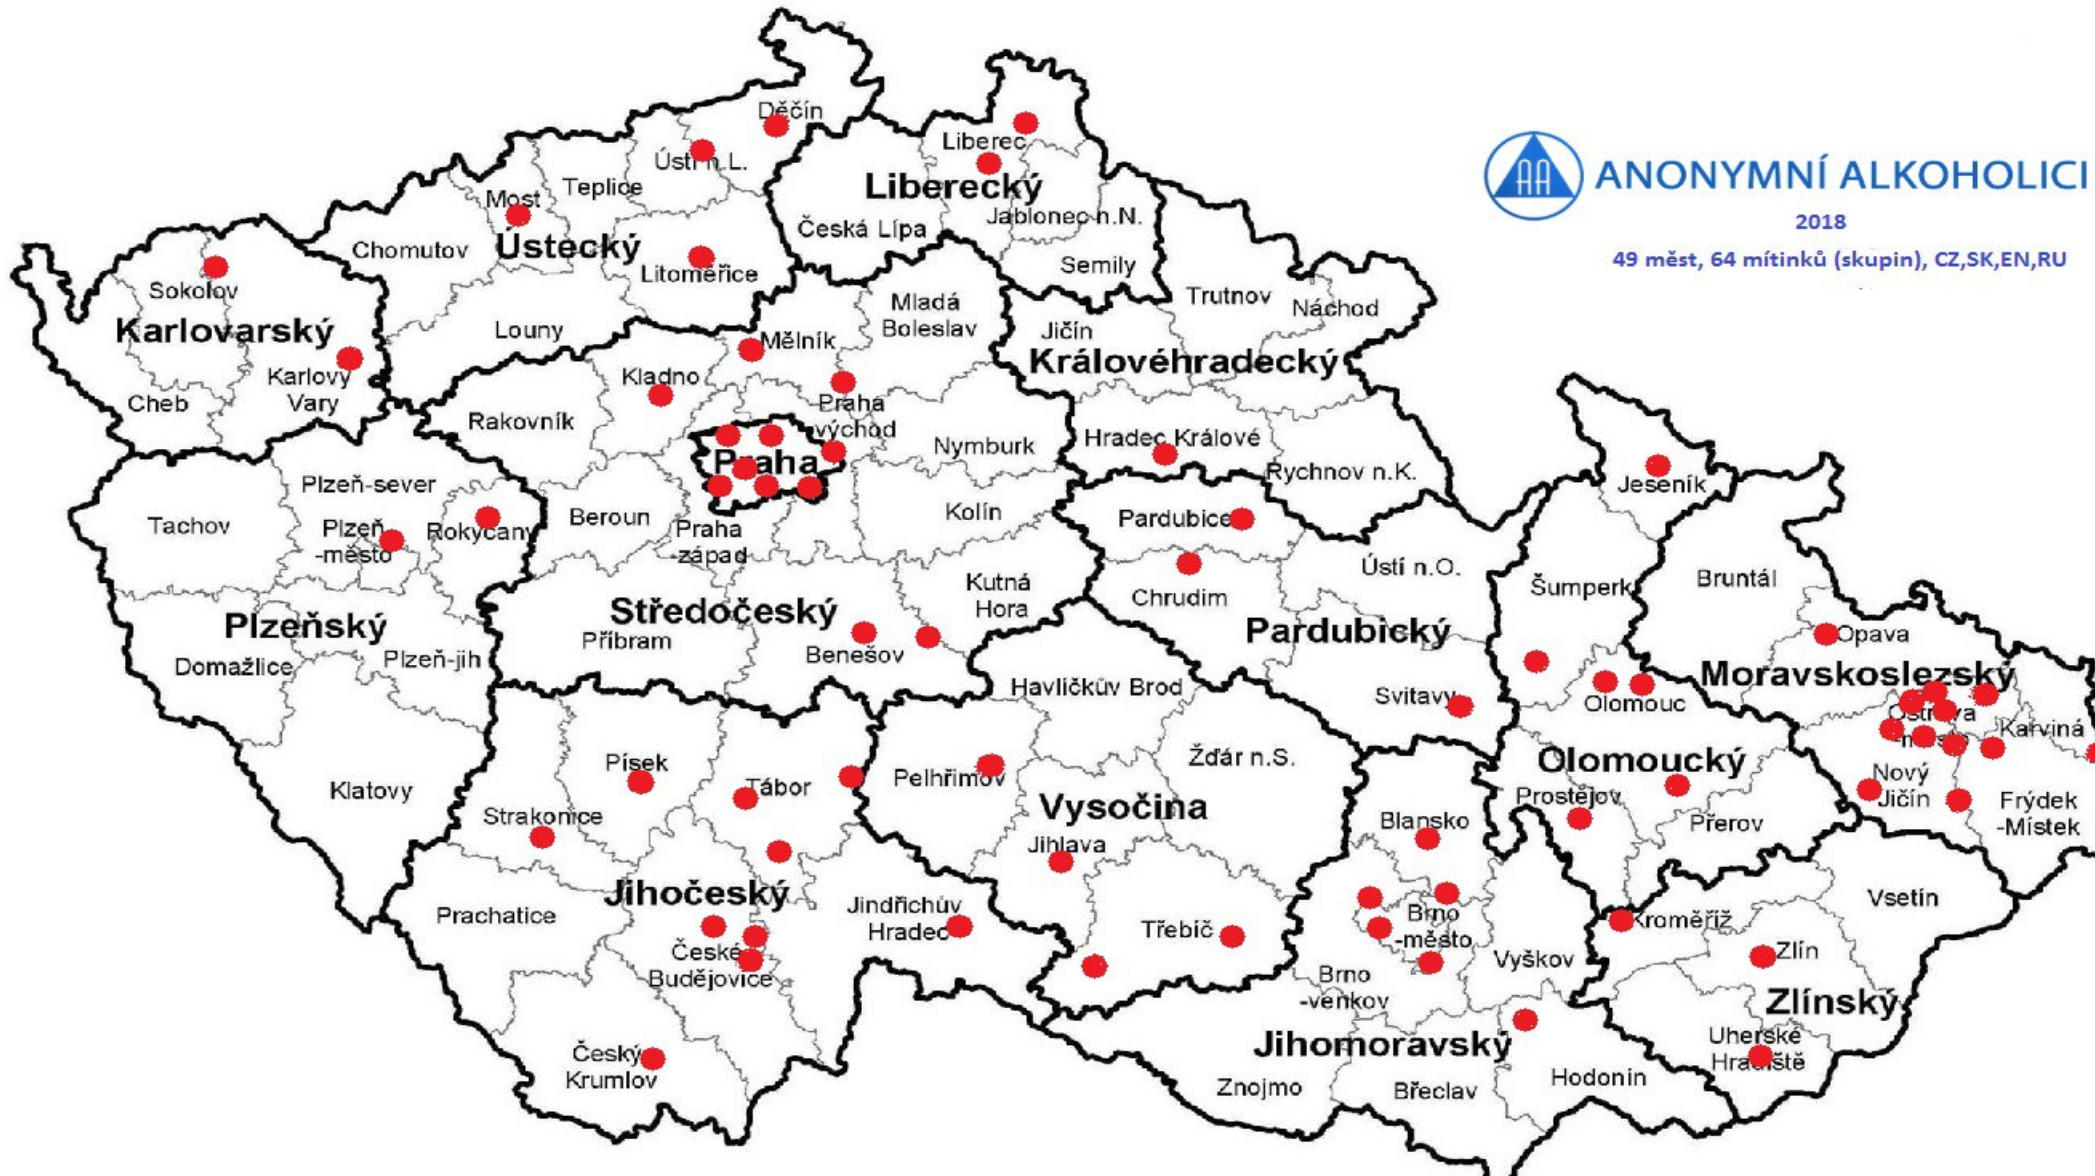 Děčín
Ústí n.L.
Liberec
AA
ANONYMNÍ ALKOHOLICI
2018
49 měst, 64 mítinků (skupin), CZ,SK,EN,RU
Most
Teplice
Liberecký
Česká Lípa
Jablonec n.N.
Chomutov
Ústecký
Litoměřice
Semily
Sokolov
Trutnov
Náchod
Karlovarský
Louny
Mladá
Boleslav
Mělník
Jičín
Královéhradecký
Karlovy
Vary
Cheb
Kladno
Rakovník
Praha
-východ
Nymburk
Hradec Králové
Rychnov n.K.
Praha
Jeseník
Plzeň-sever
Tachov
Plzeň
-město
Rokycany
Beroun
Praha
-západ
Kolín
Pardubice
Ústí n.O.
Šumperk
Bruntál
Kutná
Hora
Chrudim
Středočeský
Příbram
Benešov
Pardubický
Opava
Plzeňský
Domažlice
Plzeň-jih
Moravskoslezský
Havlíčkův Brod
Svitavy
Olomouc
Ostrava
-město
Karviná
Klatovy
Písek
Tábor
Pelhřimov
Žďár n.S.
Olomoucký
Prostějov
Přerov
Nový
Jičín
Frýdek
-Místek
Strakonice
Vysočina
Jihlava
Blansko
Jihočeský
Prachatice
Jindřichův
Hradec
Třebíč
Brno
-město
Vyškov
Kroměříž
Vsetín
České
Budějovice
Brno
-venkov
Zlín
Zlínský
Český
Krumlov
Jihomoravský
Znojmo
Břeclav
Hodonín
Uherské
Hradiště